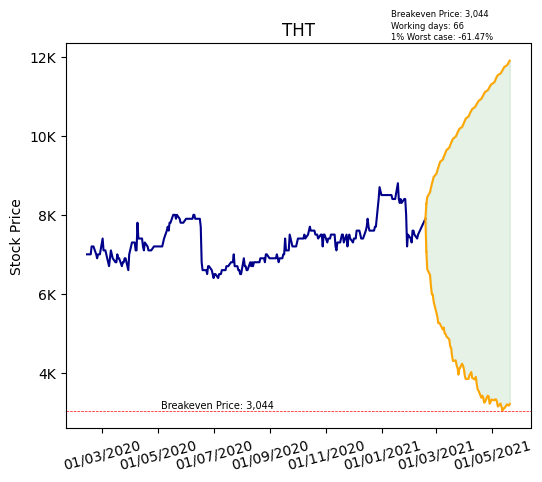 Breakeven Price: 3,044
Working days: 66
1% Worst case: -61.47%
THT
12K
10K
8K
6K
4K
Stock Price
Breakeven Price: 3,044
01/03/2020
01/05/2020
01/07/2020
01/09/2020
01/11/2020
01/01/2021
01/03/2021
01/05/2021